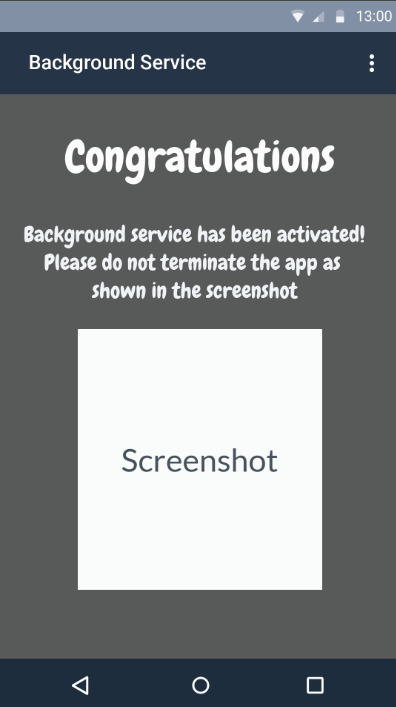 13:00
Background Service
Congratulations
Background service has been activated!
Please do not terminate the app as
shown in the screenshot
Screenshot